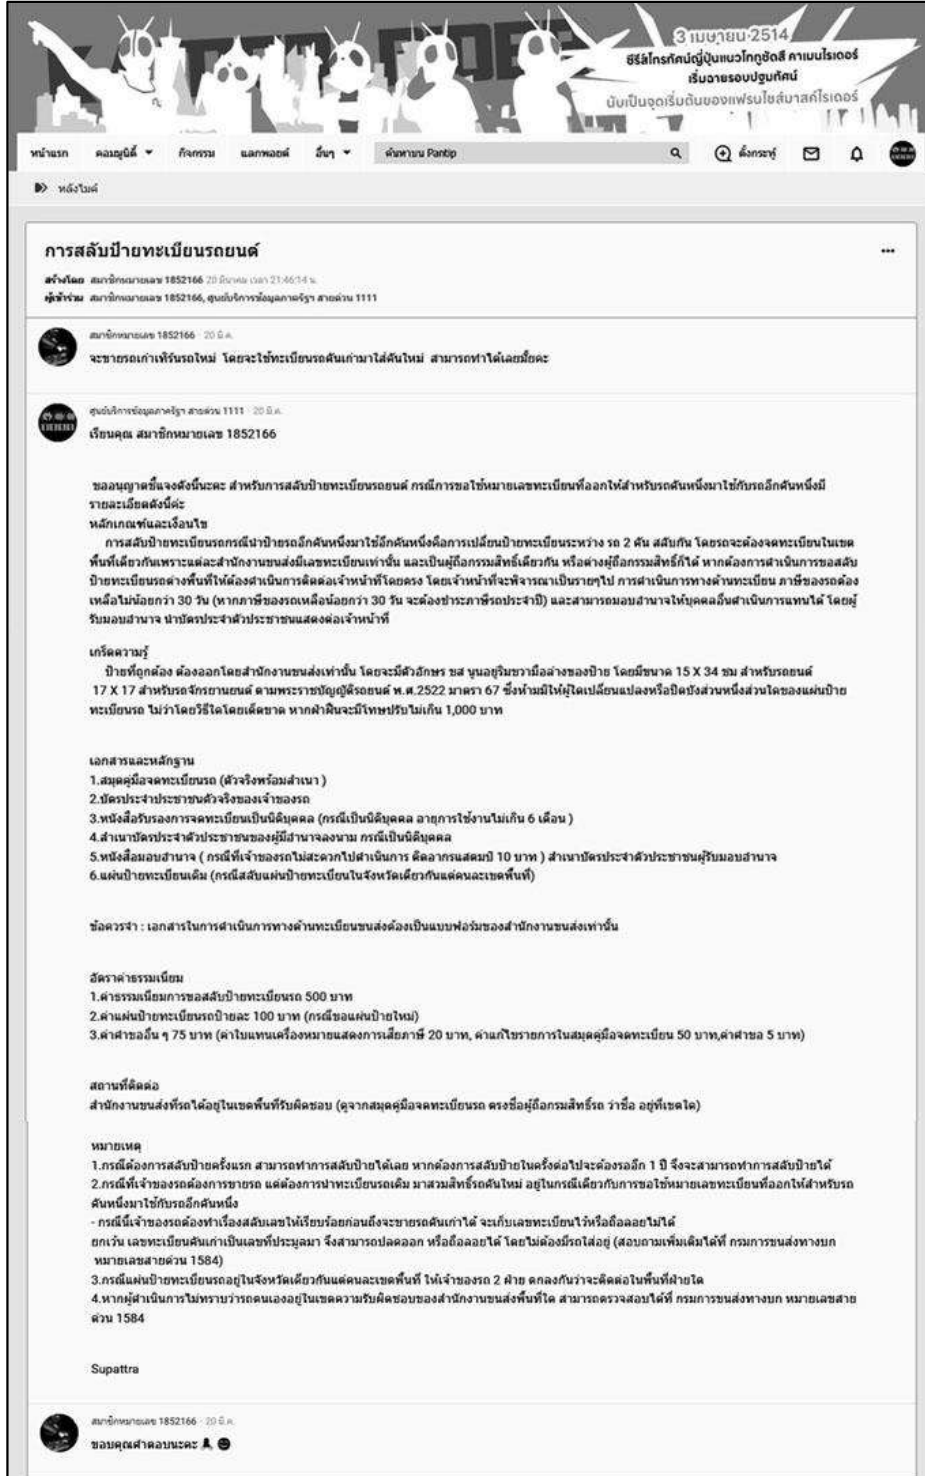 3 เมษายน 2514
ซีรีส์โทรทัศน์ญี่ปุ่นแนวโทกูซัตสึ คาเมนไรเดอร์
เริ่มฉายรอบปฐมทัศน์
นับเป็นจุดเริ่มต้นของแฟรนไชส์มาสค์ไรเดอร์
หน้าแรก คอมมูนิตี้ กิจกรรม แลกพอยต์ อื่นๆ ค้นหาบน Pantip ตั้งกระทู้
หลังไมค์
การสลับป้ายทะเบียนรถยนต์
สร้างโดย สมาชิกหมายเลข 1852166 20 มีนาคม เวลา 21:46:14 น.
ผู้เข้าร่วม สมาชิกหมายเลข 1852166, ศูนย์บริการข้อมูลภาครัฐฯ สายด่วน 1111
สมาชิกหมายเลข 1852166 · 20 มี.ค.
จะขายรถเก่าเทิร์นรถใหม่ โดยจะใช้ทะเบียนรถคันเก่ามาใส่คันใหม่ สามารถทำได้เลยมั้ยคะ
ศูนย์บริการข้อมูลภาครัฐฯ สายด่วน 1111 · 20 มี.ค.
เรียนคุณ สมาชิกหมายเลข 1852166
ขออนุญาตชี้แจงดังนี้นะคะ สำหรับการสลับป้ายทะเบียนรถยนต์ กรณีการขอใช้หมายเลขทะเบียนที่ออกให้สำหรับรถคันหนึ่งมาใช้กับรถอีกคันหนึ่งมี
รายละเอียดดังนี้ค่ะ
หลักเกณฑ์และเงื่อนไข
การสลับป้ายทะเบียนรถกรณีนำป้ายรถอีกคันหนึ่งมาใช้อีกคันหนึ่งคือการเปลี่ยนป้ายทะเบียนระหว่าง รถ 2 คัน สลับกัน โดยรถจะต้องจดทะเบียนในเขต
พื้นที่เดียวกันเพราะแต่ละสำนักงานขนส่งมีเลขทะเบียนเท่านั้น และเป็นผู้ถือกรรมสิทธิ์เดียวกัน หรือต่างผู้ถือกรรมสิทธิ์ก็ได้ หากต้องการดำเนินการขอสลับ
ป้ายทะเบียนรถต่างพื้นที่ให้ต้องดำเนินการติดต่อเจ้าหน้าที่โดยตรง โดยเจ้าหน้าที่จะพิจารณาเป็นรายๆไป การดำเนินการทางด้านทะเบียน ภาษีของรถต้อง
เหลือไม่น้อยกว่า 30 วัน (หากภาษีของรถเหลือน้อยกว่า 30 วัน จะต้องชำระภาษีรถประจำปี) และสามารถมอบอำนาจให้บุคคลอื่นดำเนินการแทนได้ โดยผู้
รับมอบอำนาจ นำบัตรประจำตัวประชาชนแสดงต่อเจ้าหน้าที่
เกร็ดความรู้
ป้ายที่ถูกต้อง ต้องออกโดยสำนักงานขนส่งเท่านั้น โดยจะมีตัวอักษร ขส นูนอยู่ริมขวามือล่างของป้าย โดยมีขนาด 15 X 34 ซม สำหรับรถยนต์
17 X 17 สำหรับรถจักรยานยนต์ ตามพระราชบัญญัติรถยนต์ พ.ศ.2522 มาตรา 67 ซึ่งห้ามมิให้ผู้ใดเปลี่ยนแปลงหรือปิดบังส่วนหนึ่งส่วนใดของแผ่นป้าย
ทะเบียนรถ ไม่ว่าโดยวิธีใดโดยเด็ดขาด หากฝ่าฝืนจะมีโทษปรับไม่เกิน 1,000 บาท
เอกสารและหลักฐาน
1.สมุดคู่มือจดทะเบียนรถ (ตัวจริงพร้อมสำเนา )
2.บัตรประจำประชาชนตัวจริงของเจ้าของรถ
3.หนังสือรับรองการจดทะเบียนเป็นนิติบุคคล (กรณีเป็นนิติบุคคล อายุการใช้งานไม่เกิน 6 เดือน )
4.สำเนาบัตรประจำตัวประชาชนของผู้มีอำนาจลงนาม กรณีเป็นนิติบุคคล
5.หนังสือมอบอำนาจ ( กรณีที่เจ้าของรถไม่สะดวกไปดำเนินการ ติดอากรแสตมป์ 10 บาท ) สำเนาบัตรประจำตัวประชาชนผู้รับมอบอำนาจ
6.แผ่นป้ายทะเบียนเดิม (กรณีสลับแผ่นป้ายทะเบียนในจังหวัดเดียวกันแต่คนละเขตพื้นที่)
ข้อควรจำ : เอกสารในการดำเนินการทางด้านทะเบียนขนส่งต้องเป็นแบบฟอร์มของสำนักงานขนส่งเท่านั้น
อัตราค่าธรรมเนียม
1.ค่าธรรมเนียมการขอสลับป้ายทะเบียนรถ 500 บาท
2.ค่าแผ่นป้ายทะเบียนรถป้ายละ 100 บาท (กรณีขอแผ่นป้ายใหม่)
3.ค่าคำขออื่น ๆ 75 บาท (ค่าใบแทนเครื่องหมายแสดงการเสียภาษี 20 บาท, ค่าแก้ไขรายการในสมุดคู่มือจดทะเบียน 50 บาท,ค่าคำขอ 5 บาท)
สถานที่ติดต่อ
สำนักงานขนส่งที่รถได้อยู่ในเขตพื้นที่รับผิดชอบ (ดูจากสมุดคู่มือจดทะเบียนรถ ตรงชื่อผู้ถือกรมสิทธิ์รถ ว่าชื่อ อยู่ที่เขตใด)
หมายเหตุ
1.กรณีต้องการสลับป้ายครั้งแรก สามารถทำการสลับป้ายได้เลย หากต้องการสลับป้ายในครั้งต่อไปจะต้องรออีก 1 ปี จึงจะสามารถทำการสลับป้ายได้
2.กรณีที่เจ้าของรถต้องการขายรถ แต่ต้องการนำทะเบียนรถเดิม มาสวมสิทธิ์รถคันใหม่ อยู่ในกรณีเดียวกับการขอใช้หมายเลขทะเบียนที่ออกให้สำหรับรถ
คันหนึ่งมาใช้กับรถอีกคันหนึ่ง
- กรณีนี้เจ้าของรถต้องทำเรื่องสลับเลขให้เรียบร้อยก่อนถึงจะขายรถคันเก่าได้ จะเก็บเลขทะเบียนไว้หรือถือลอยไม่ได้
ยกเว้น เลขทะเบียนคันเก่าเป็นเลขที่ประมูลมา จึงสามารถปลดออก หรือถือลอยได้ โดยไม่ต้องมีรถใส่อยู่ (สอบถามเพิ่มเติมได้ที่ กรมการขนส่งทางบก
หมายเลขสายด่วน 1584)
3.กรณีแผ่นป้ายทะเบียนรถอยู่ในจังหวัดเดียวกันแต่คนละเขตพื้นที่ ให้เจ้าของรถ 2 ฝ่าย ตกลงกันว่าจะติดต่อในพื้นที่ฝ่ายใด
4.หากผู้ดำเนินการไม่ทราบว่ารถตนเองอยู่ในเขตความรับผิดชอบของสำนักงานขนส่งพื้นที่ใด สามารถตรวจสอบได้ที่ กรมการขนส่งทางบก หมายเลขสาย
ด่วน 1584
Supattra
สมาชิกหมายเลข 1852166 · 20 มี.ค.
ขอบคุณคำตอบนะคะ